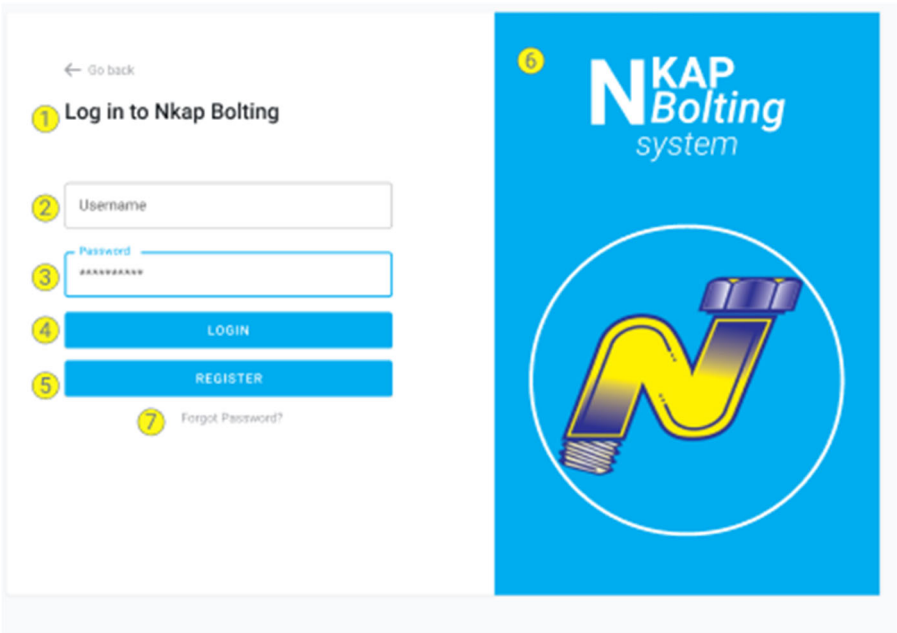 ← Go back
1 Log in to Nkap Bolting
2 Username
Password
3 **********
4 LOGIN
5 REGISTER
7 Forgot Password?
6
NKAP
Bolting
system